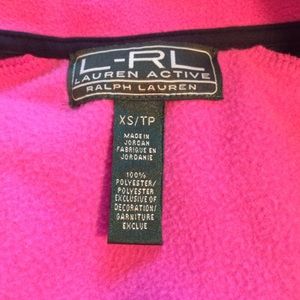 L-RL
LAUREN ACTIVE
RALPH LAUREN
XS/TP
MADE IN
JORDAN
FABRIQUE EN
JORDANIE
100%
POLYESTER/
POLYESTER
EXCLUSIVE OF
DECORATION/
GARNITURE
EXCLUE